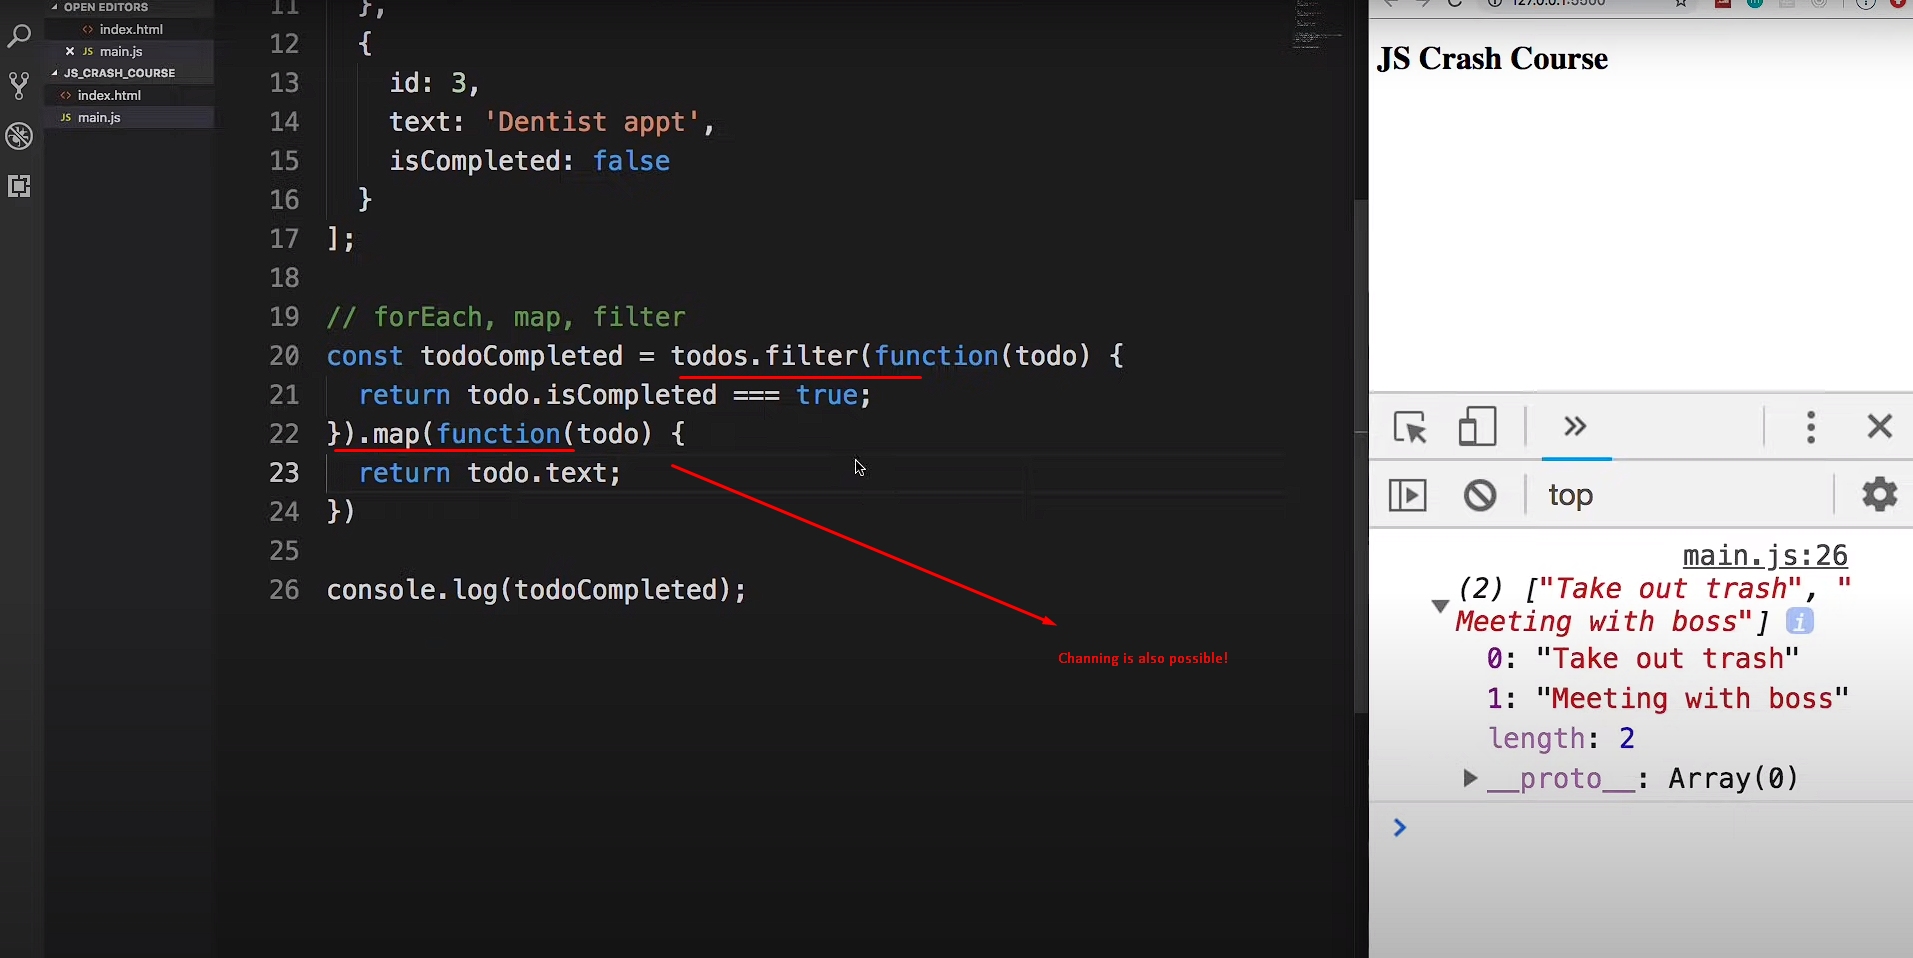 OPEN EDITORS
<> index.html
JS main.js
JS_CRASH_COURSE
<> index.html
JS main.js
11 },
12 {
13 id: 3,
14 text: 'Dentist appt',
15 isCompleted: false
16 }
17 ];
18
19 // forEach, map, filter
20 const todoCompleted = todos.filter(function(todo) {
21 return todo.isCompleted === true;
22 }).map(function(todo) {
23 return todo.text;
24 })
25
26 console.log(todoCompleted);
Channing is also possible!
127.0.0.1:5500
JS Crash Course
top
main.js:26
(2) ["Take out trash", "
Meeting with boss"] i
0: "Take out trash"
1: "Meeting with boss"
length: 2
__proto__: Array(0)